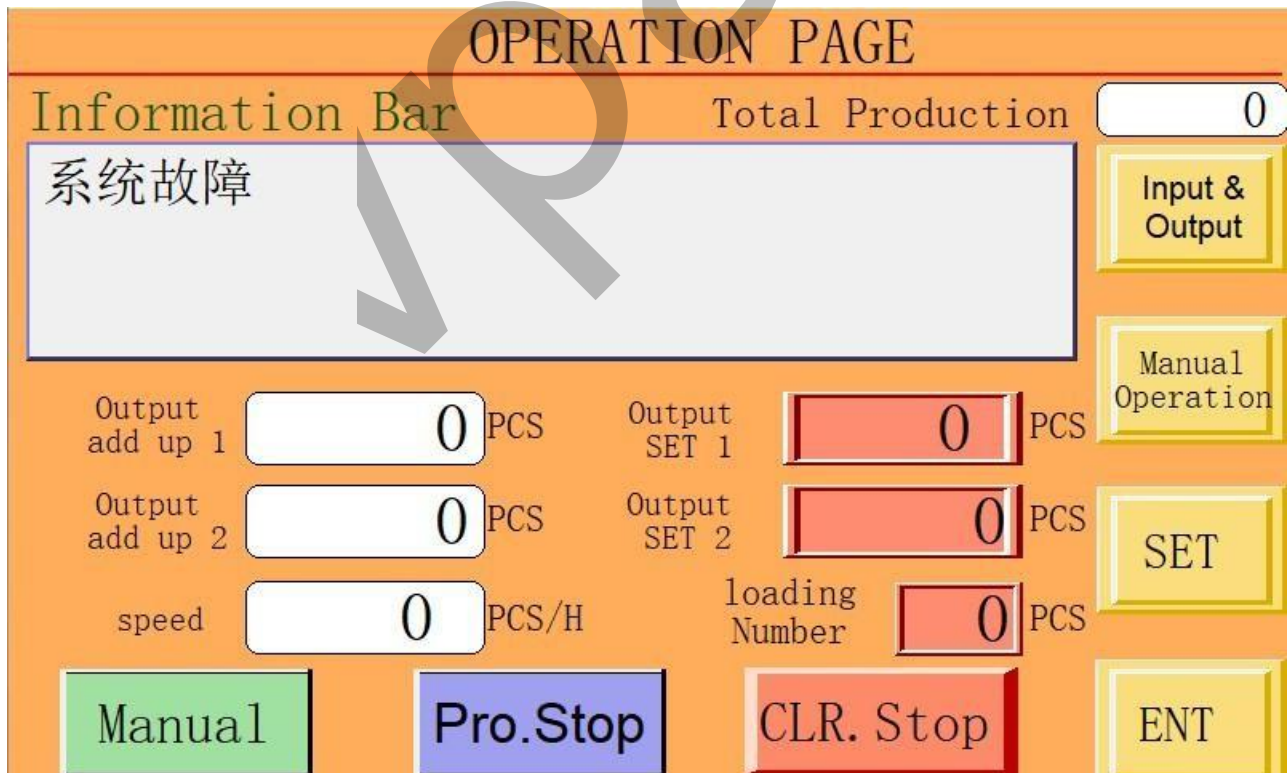 OPERATION PAGE
Information Bar
Total Production
0
系统故障
Input &
Output
Manual
Operation
Output
add up 1
0
PCS
Output
SET 1
0
PCS
Output
add up 2
0
PCS
Output
SET 2
0
PCS
SET
speed
0
PCS/H
loading
Number
0
PCS
Manual
Pro.Stop
CLR. Stop
ENT